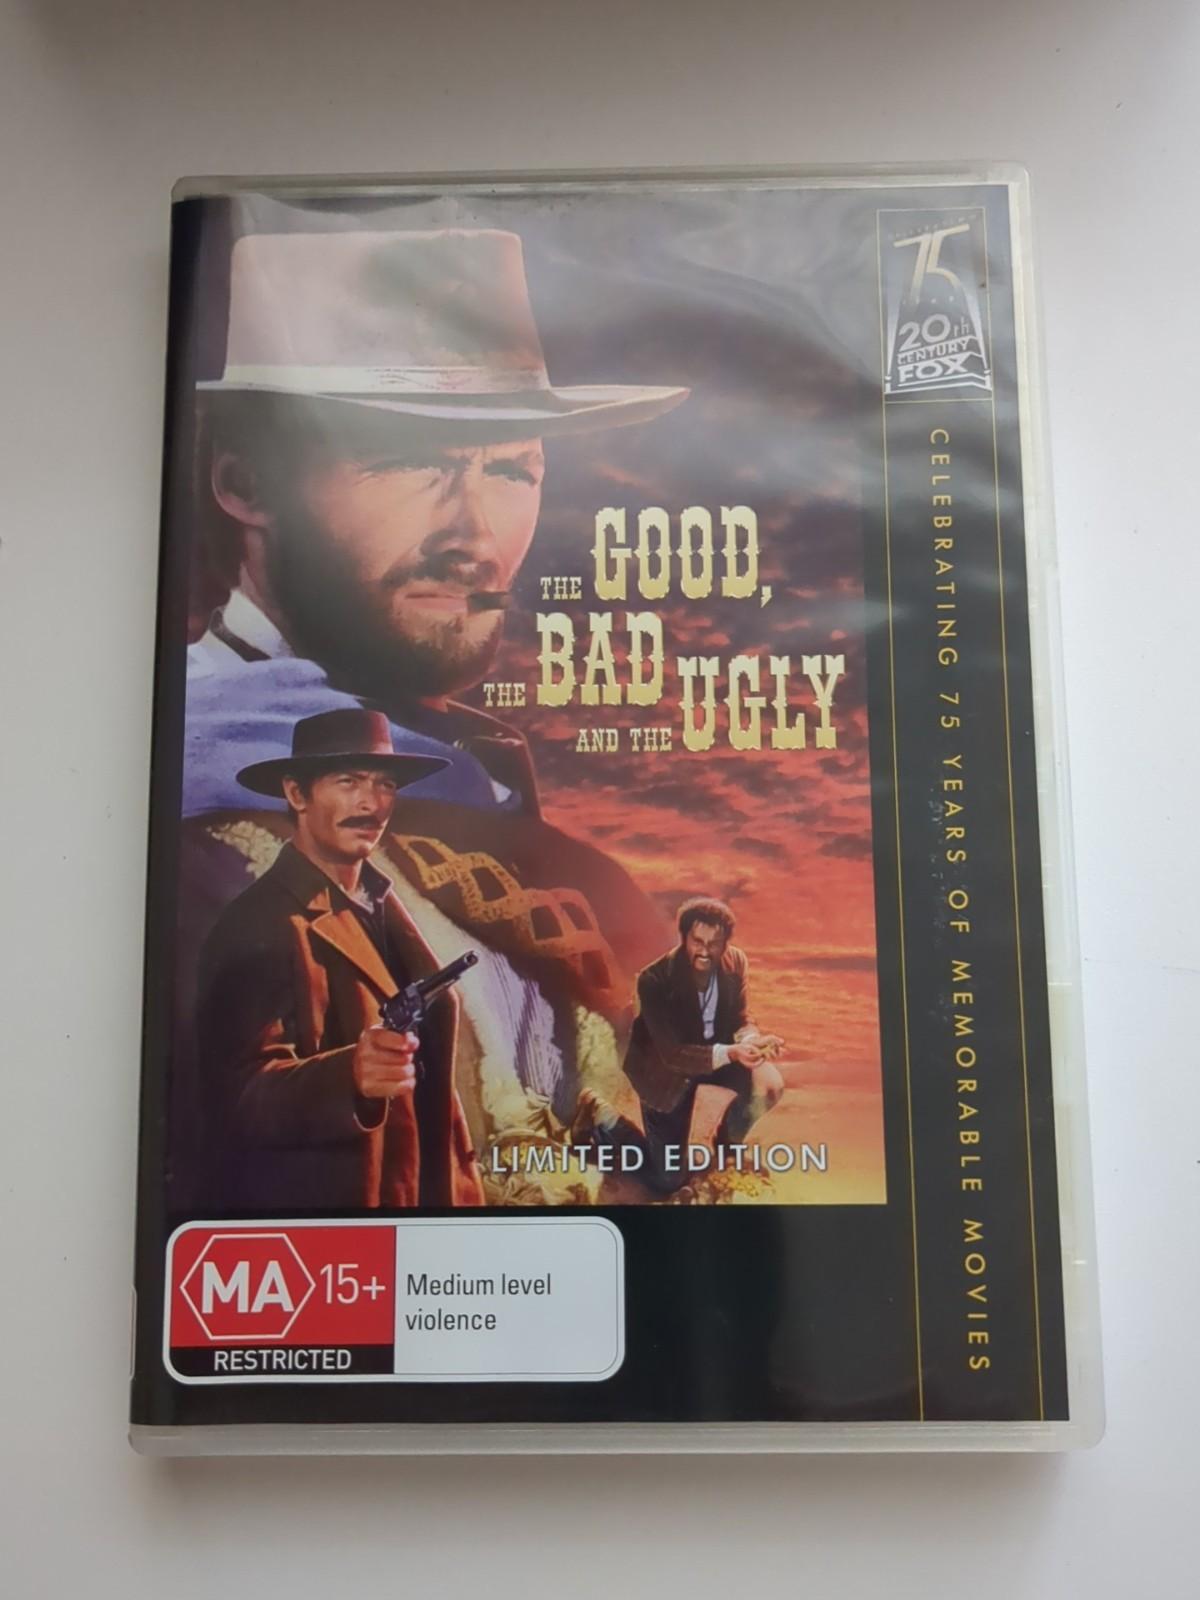 75
20th
CENTURY
FOX
CELEBRATING 75 YEARS OF MEMORABLE MOVIES
THE GOOD,
THE BAD
AND THE UGLY
LIMITED EDITION
MA 15+
RESTRICTED
Medium level
violence